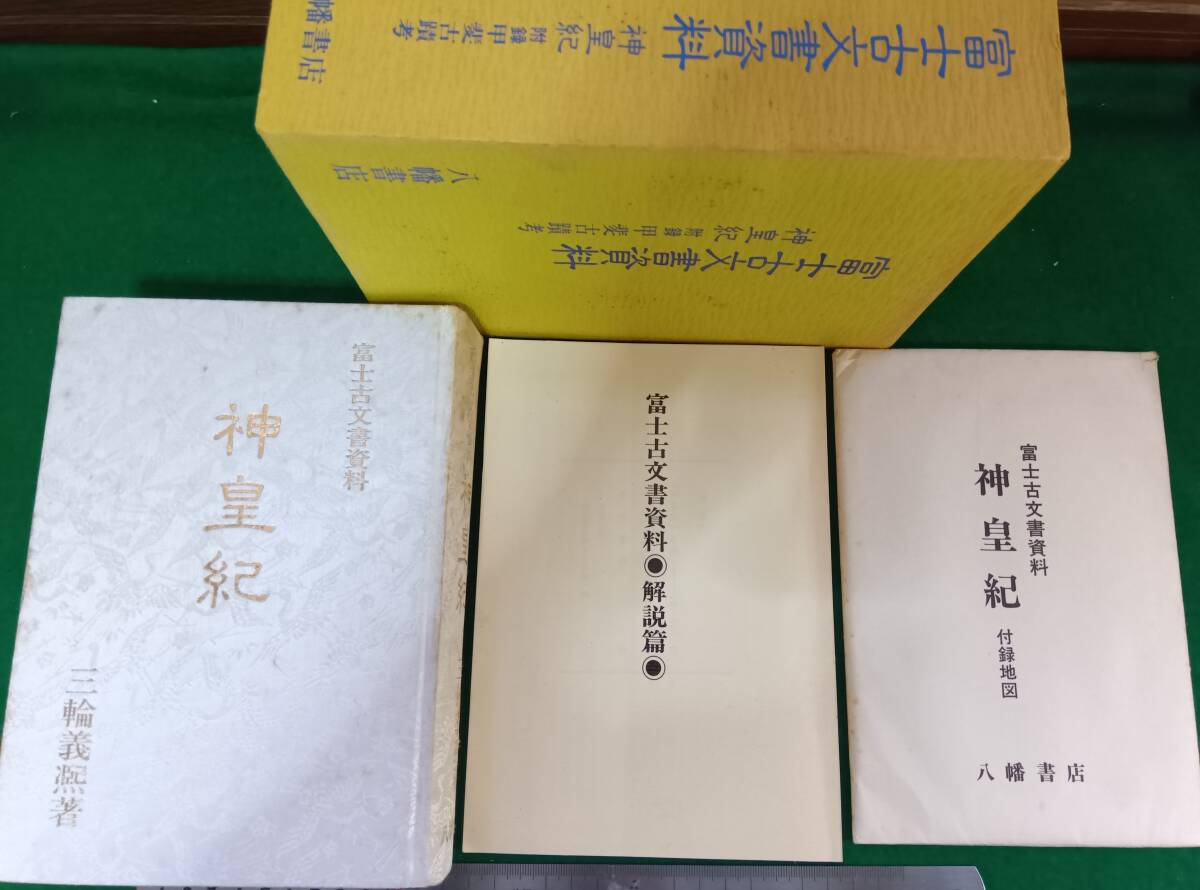 富士古文書資料
神皇紀 附錄 甲斐古蹟考
幡書店
富士古文書資料
神皇紀 附錄 甲斐古蹟考
八幡書店
富士古文書資料
神皇紀
三輪義熈著
富士古文書資料◉解説篇◉
富士古文書資料
神皇紀
付録地図
八幡書店